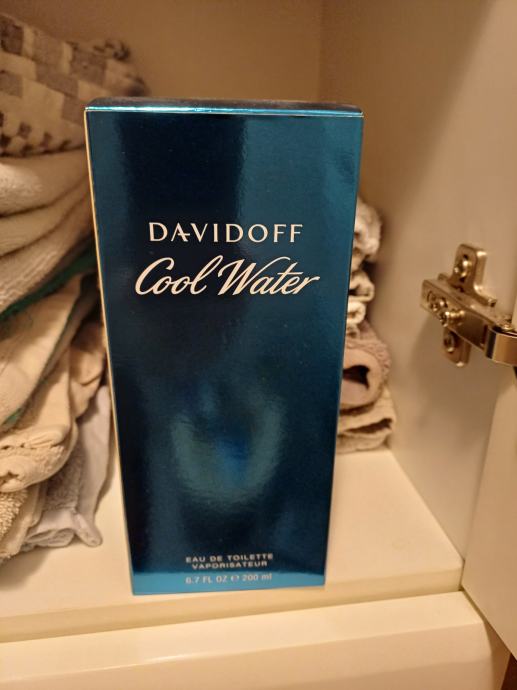 DAVIDOFF
Cool Water
EAU DE TOILETTE
VAPORISATEUR
6.7 FL OZ ℮ 200 ml